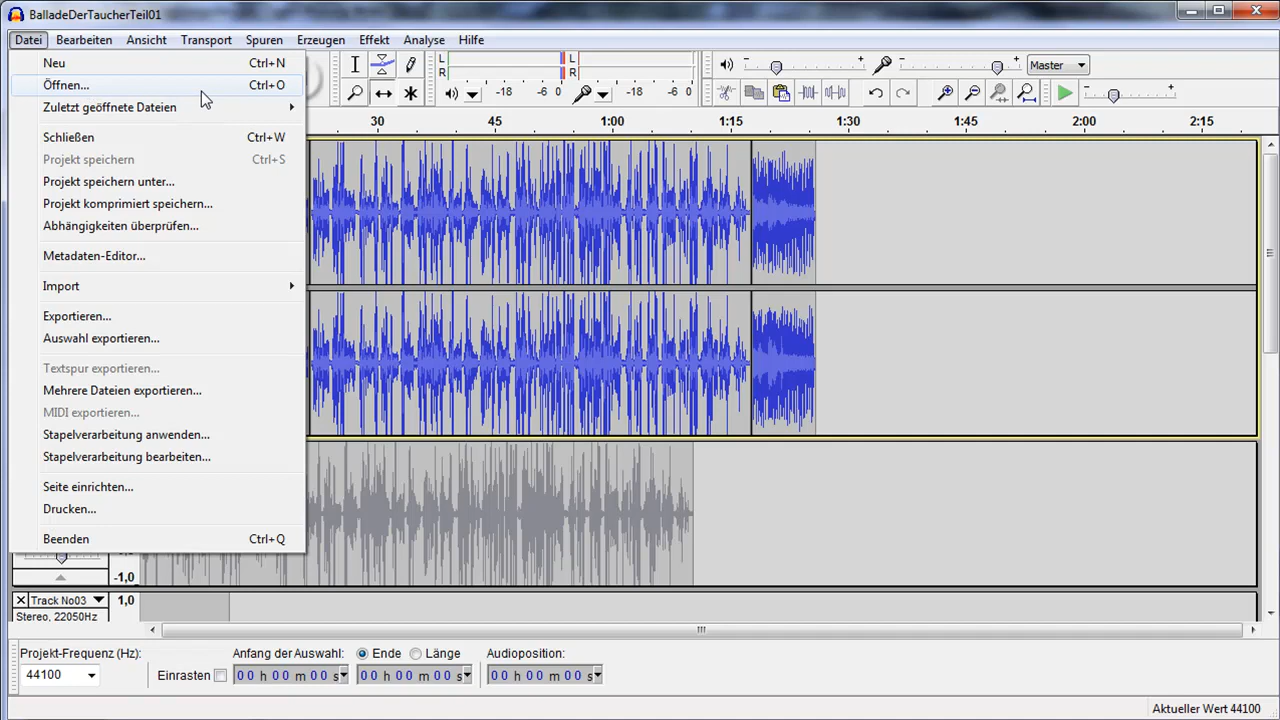 BalladeDerTaucherTeil01
Datei Bearbeiten Ansicht Transport Spuren Erzeugen Effekt Analyse Hilfe
Neu Ctrl+N
Öffnen... Ctrl+O
Zuletzt geöffnete Dateien
Schließen Ctrl+W
Projekt speichern Ctrl+S
Projekt speichern unter...
Projekt komprimiert speichern...
Abhängigkeiten überprüfen...
Metadaten-Editor...
Import
Exportieren...
Auswahl exportieren...
Textspur exportieren...
Mehrere Dateien exportieren...
MIDI exportieren...
Stapelverarbeitung anwenden...
Stapelverarbeitung bearbeiten...
Seite einrichten...
Drucken...
Beenden Ctrl+Q
L
R
L
R
Master
-18 -6 0 -18 -6 0
30 45 1:00 1:15 1:30 1:45 2:00 2:15
-1,0
Track No03 1,0
Stereo, 22050Hz
Projekt-Frequenz (Hz): Anfang der Auswahl: Ende Länge Audioposition:
44100 Einrasten 00 h 00 m 00 s 00 h 00 m 00 s 00 h 00 m 00 s
Aktueller Wert 44100